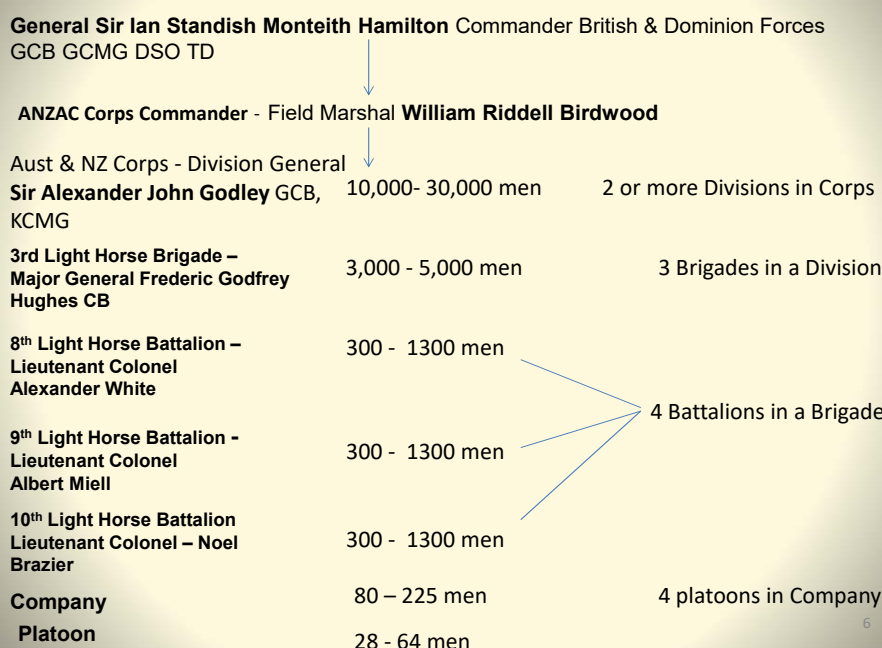 General Sir Ian Standish Monteith Hamilton Commander British & Dominion Forces
GCB GCMG DSO TD
ANZAC Corps Commander - Field Marshal William Riddell Birdwood
Aust & NZ Corps - Division General
Sir Alexander John Godley GCB,
KCMG
10,000- 30,000 men
2 or more Divisions in Corps
3rd Light Horse Brigade –
Major General Frederic Godfrey
Hughes CB
3,000 - 5,000 men
3 Brigades in a Division
8th Light Horse Battalion –
Lieutenant Colonel
Alexander White
300 - 1300 men
4 Battalions in a Brigade
9th Light Horse Battalion -
Lieutenant Colonel
Albert Miell
300 - 1300 men
10th Light Horse Battalion
Lieutenant Colonel – Noel
Brazier
300 - 1300 men
Company
80 – 225 men
4 platoons in Company
Platoon
28 - 64 men
6